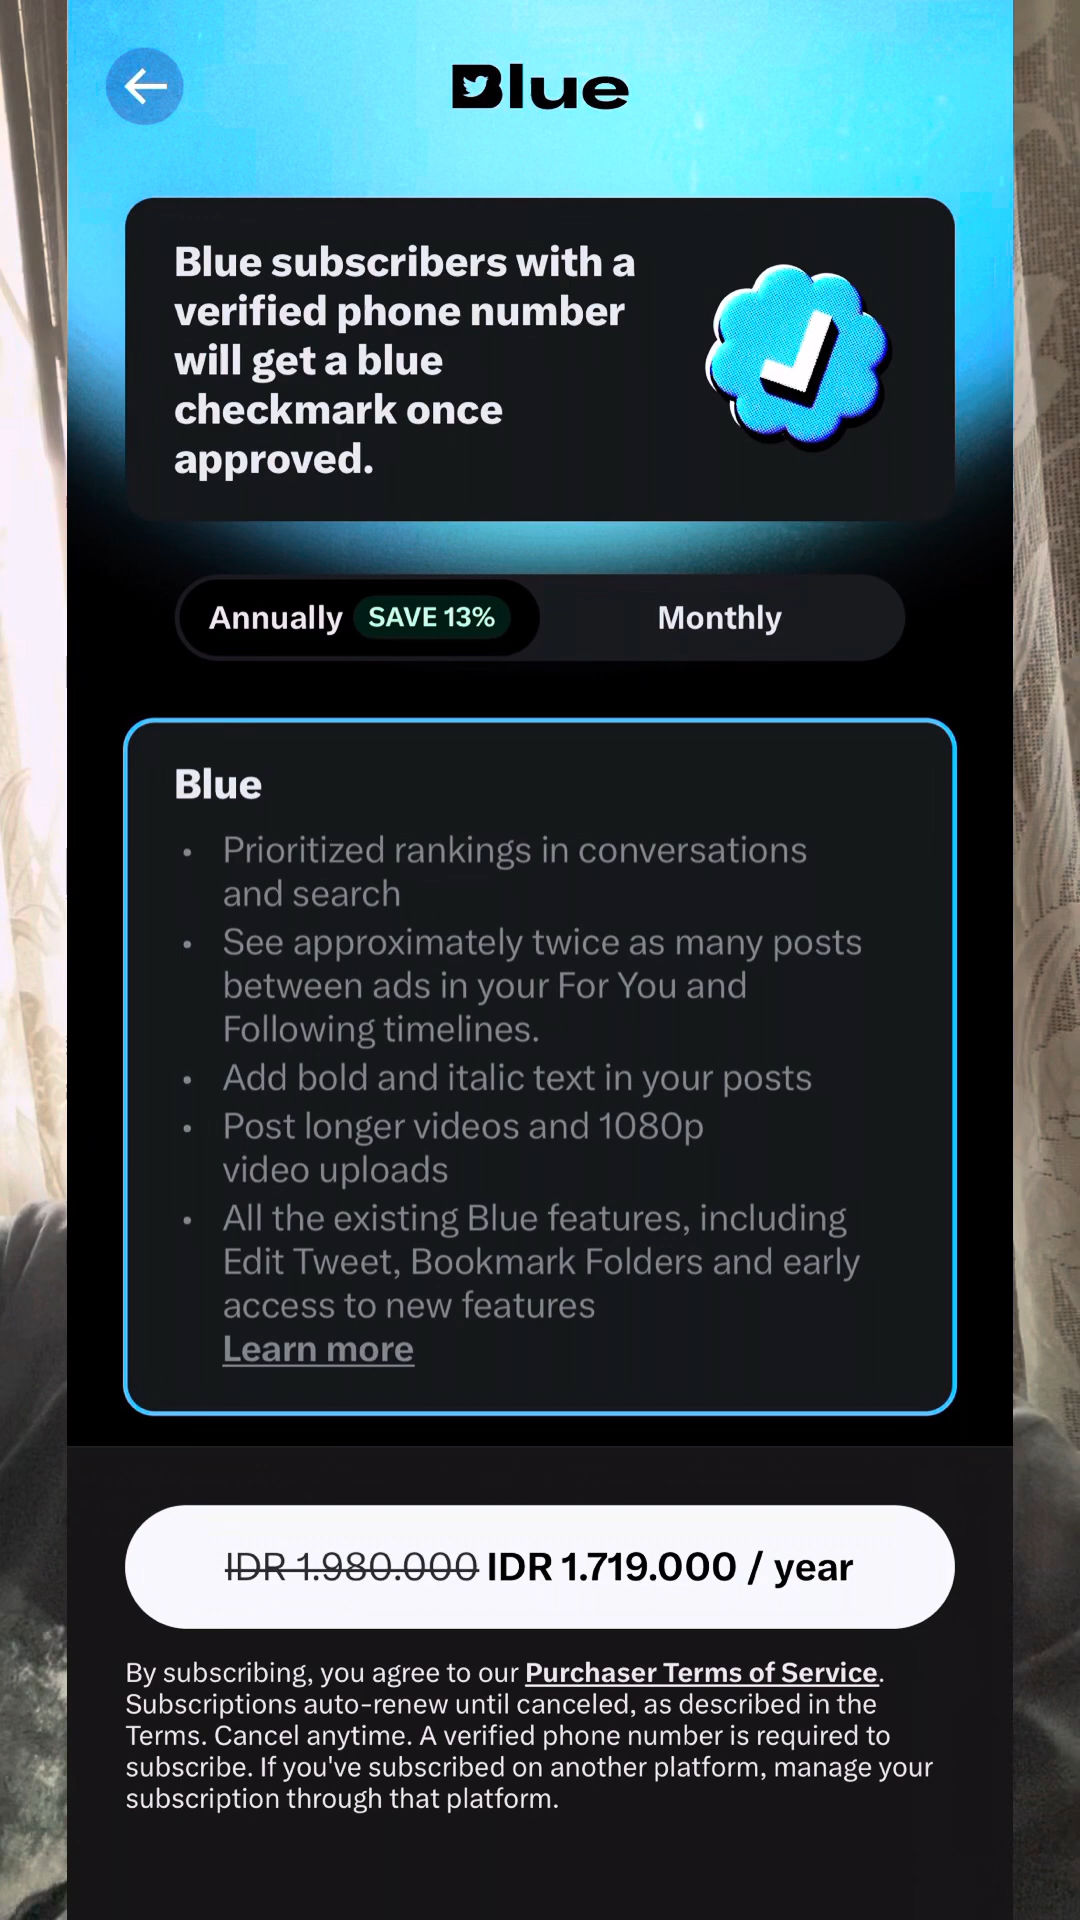 Blue
Blue subscribers with a
verified phone number
will get a blue
checkmark once
approved.
Annually SAVE 13% Monthly
Blue
• Prioritized rankings in conversations
and search
• See approximately twice as many posts
between ads in your For You and
Following timelines.
• Add bold and italic text in your posts
• Post longer videos and 1080p
video uploads
• All the existing Blue features, including
Edit Tweet, Bookmark Folders and early
access to new features
Learn more
IDR 1.980.000 IDR 1.719.000 / year
By subscribing, you agree to our Purchaser Terms of Service.
Subscriptions auto-renew until canceled, as described in the
Terms. Cancel anytime. A verified phone number is required to
subscribe. If you've subscribed on another platform, manage your
subscription through that platform.